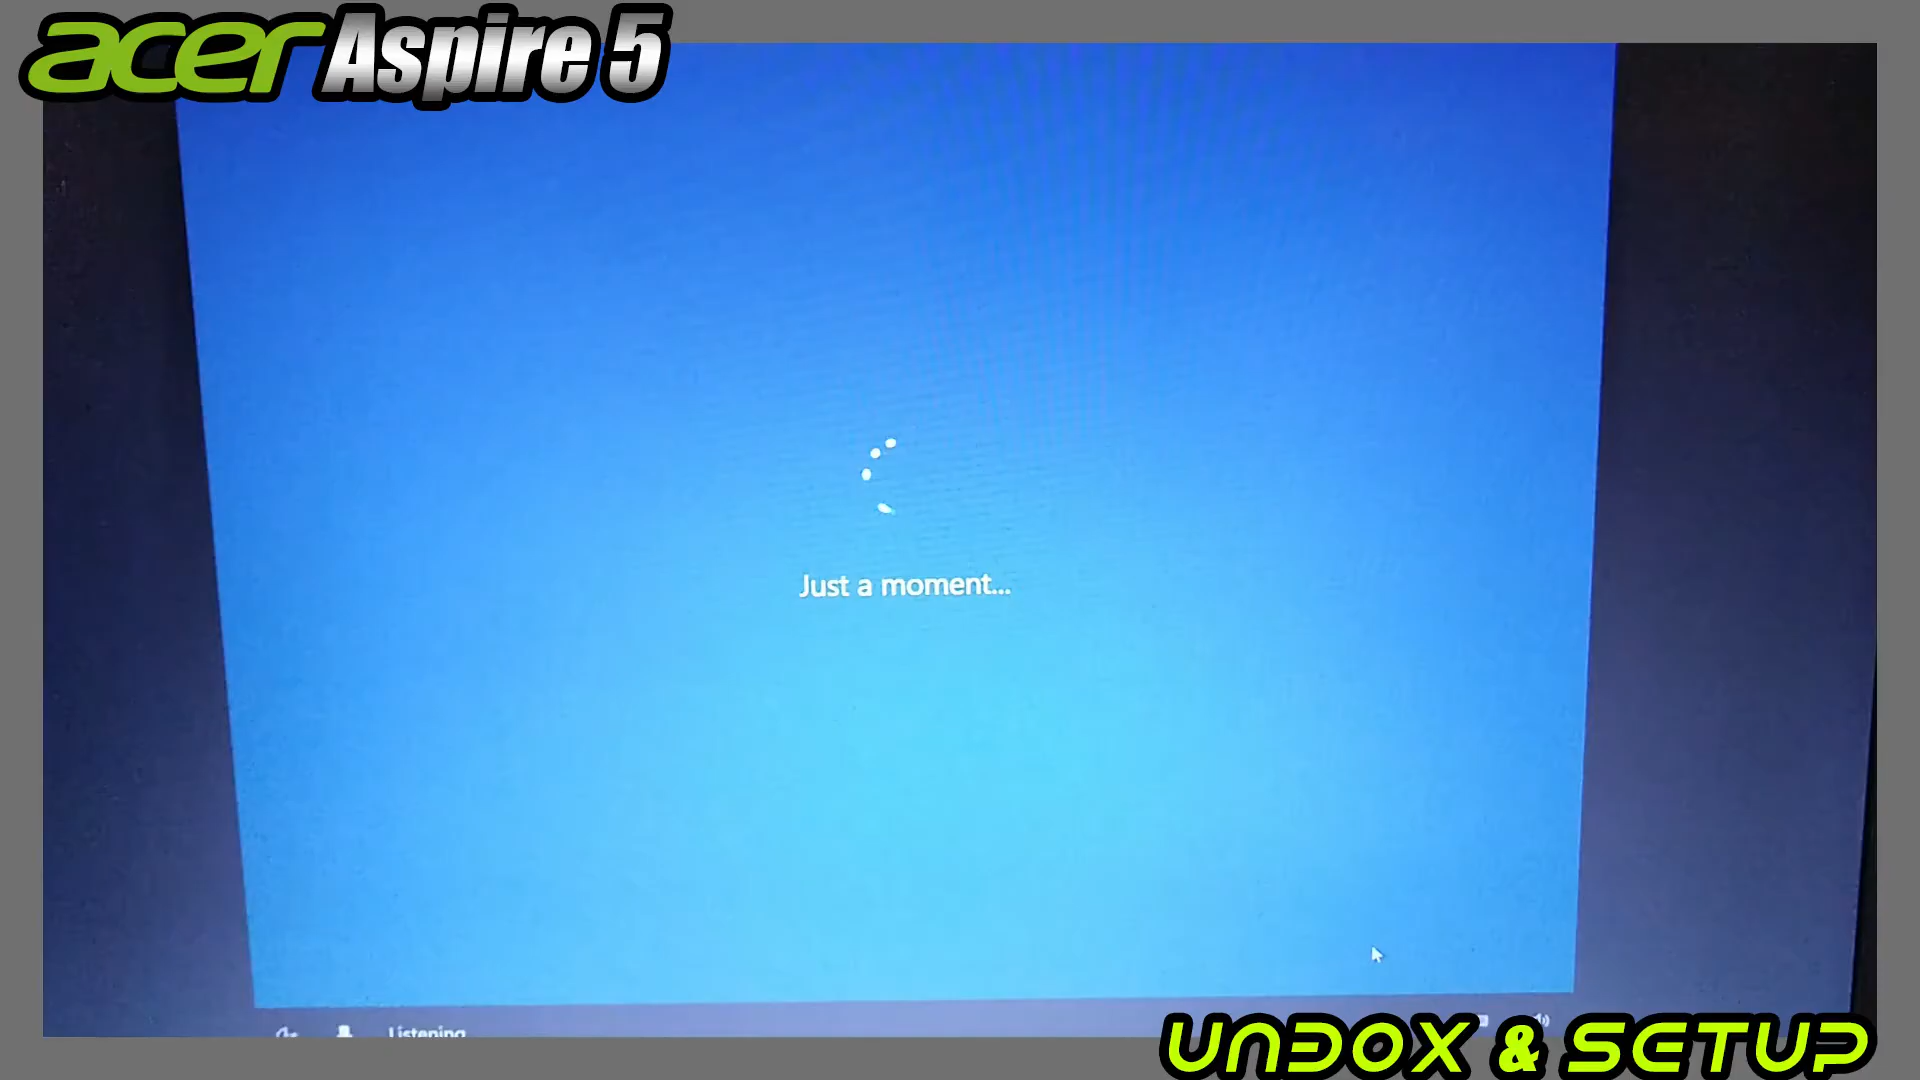 acer Aspire 5
Just a moment...
Listening
UNBOX & SETUP